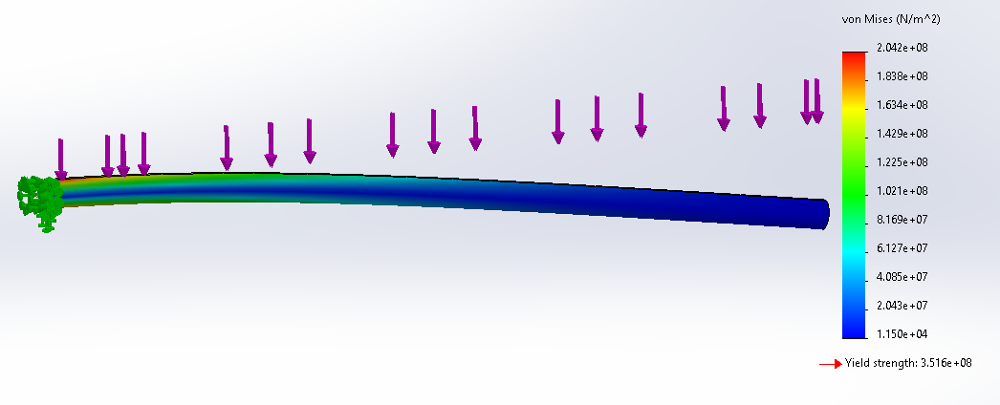 von Mises (N/m^2)
2.042e+08
1.838e+08
1.634e+08
1.429e+08
1.225e+08
1.021e+08
8.169e+07
6.127e+07
4.085e+07
2.043e+07
1.150e+04
Yield strength: 3.516e+08